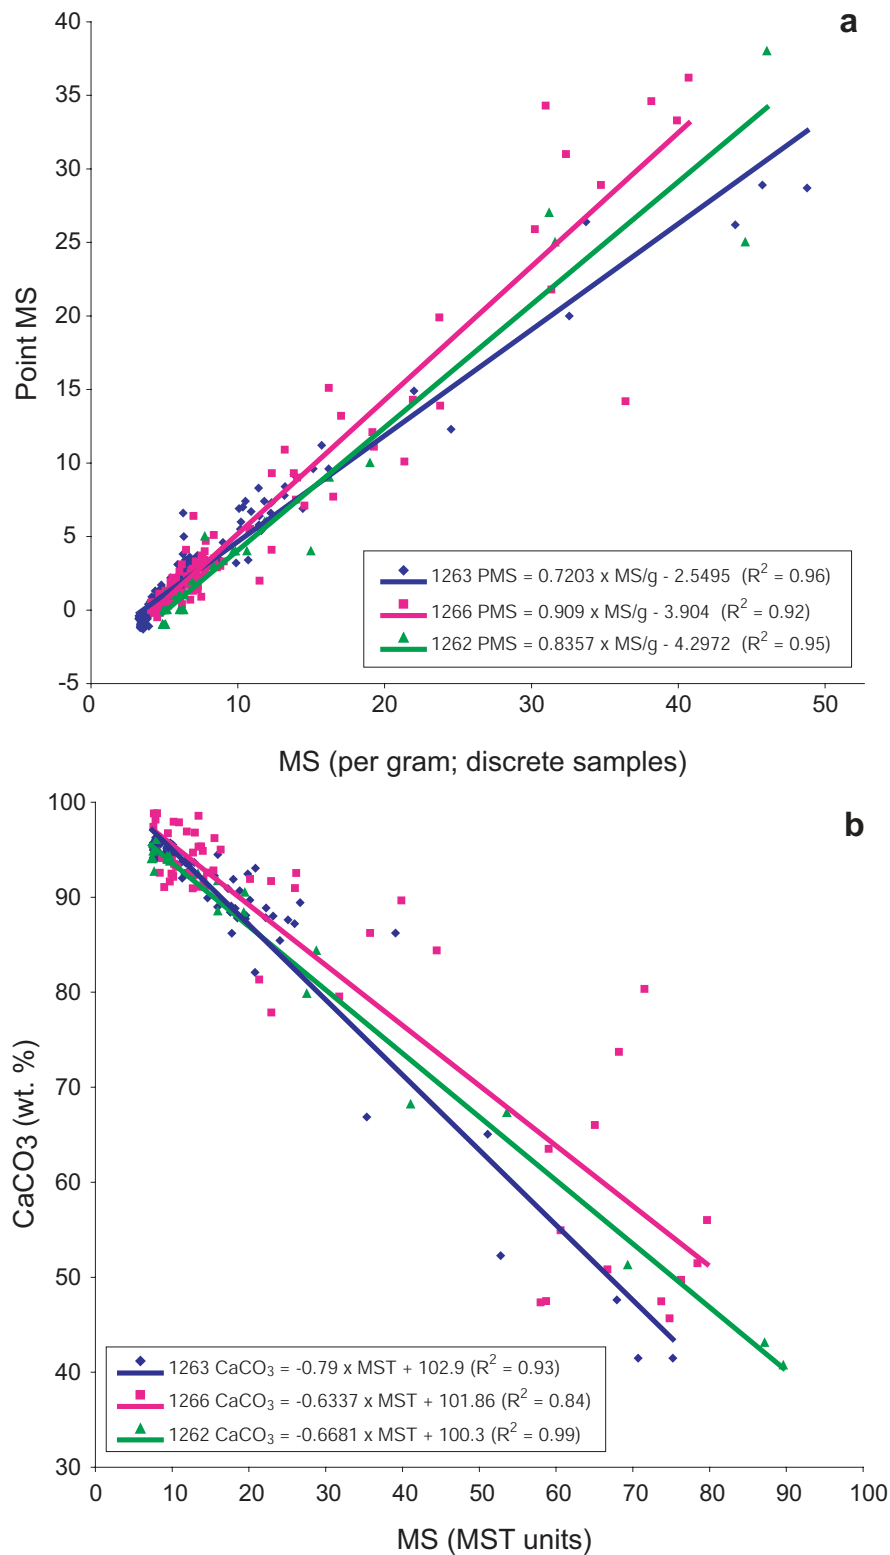 a
40
35
30
25
20
15
10
5
0
-5
Point MS
1263 PMS = 0.7203 x MS/g - 2.5495 (R² = 0.96)
1266 PMS = 0.909 x MS/g - 3.904 (R² = 0.92)
1262 PMS = 0.8357 x MS/g - 4.2972 (R² = 0.95)
0 10 20 30 40 50
MS (per gram; discrete samples)
b
100
90
80
70
60
50
40
30
CaCO3 (wt. %)
1263 CaCO₃ = -0.79 x MST + 102.9 (R² = 0.93)
1266 CaCO₃ = -0.6337 x MST + 101.86 (R² = 0.84)
1262 CaCO₃ = -0.6681 x MST + 100.3 (R² = 0.99)
0 10 20 30 40 50 60 70 80 90 100
MS (MST units)